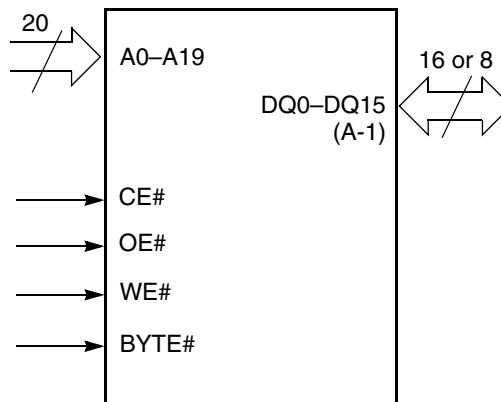 20
A0–A19
16 or 8
DQ0–DQ15
(A-1)
CE#
OE#
WE#
BYTE#